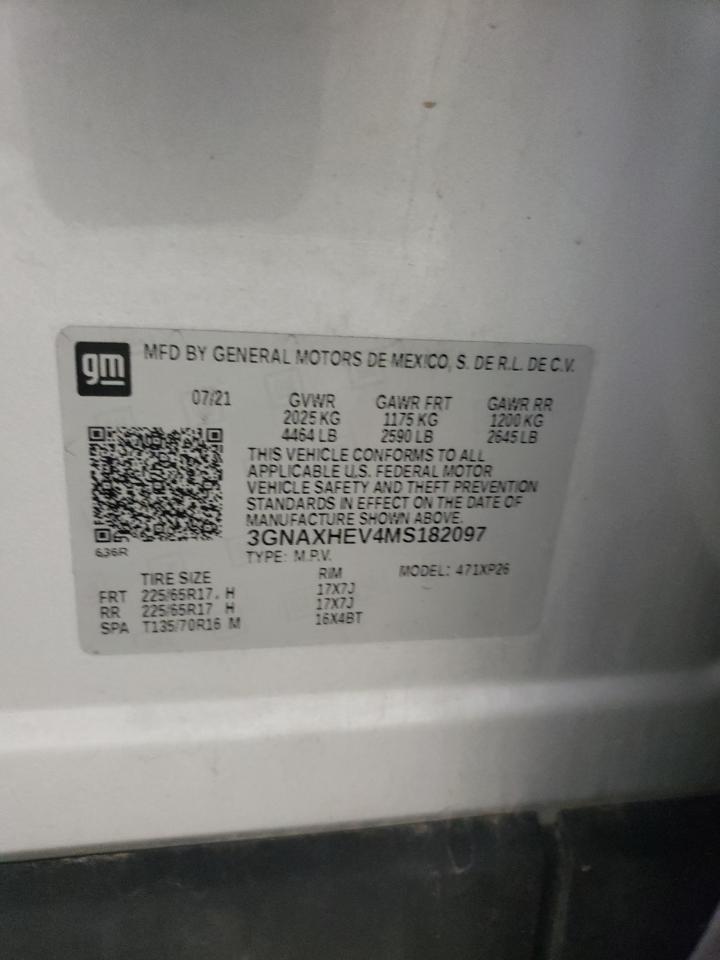 gm
MFD BY GENERAL MOTORS DE MEXICO, S. DE R.L. DE C.V.
07/21 GVWR GAWR FRT GAWR RR
2025 KG 1175 KG 1200 KG
4464 LB 2590 LB 2645 LB
THIS VEHICLE CONFORMS TO ALL
APPLICABLE U.S. FEDERAL MOTOR
VEHICLE SAFETY AND THEFT PREVENTION
STANDARDS IN EFFECT ON THE DATE OF
MANUFACTURE SHOWN ABOVE.
3GNAXHEV4MS182097
636R
TYPE: M.P.V.
TIRE SIZE RIM MODEL: 471XP26
FRT 225/65R17 H 17X7J
RR 225/65R17 H 17X7J
SPA T135/70R16 M 16X4BT